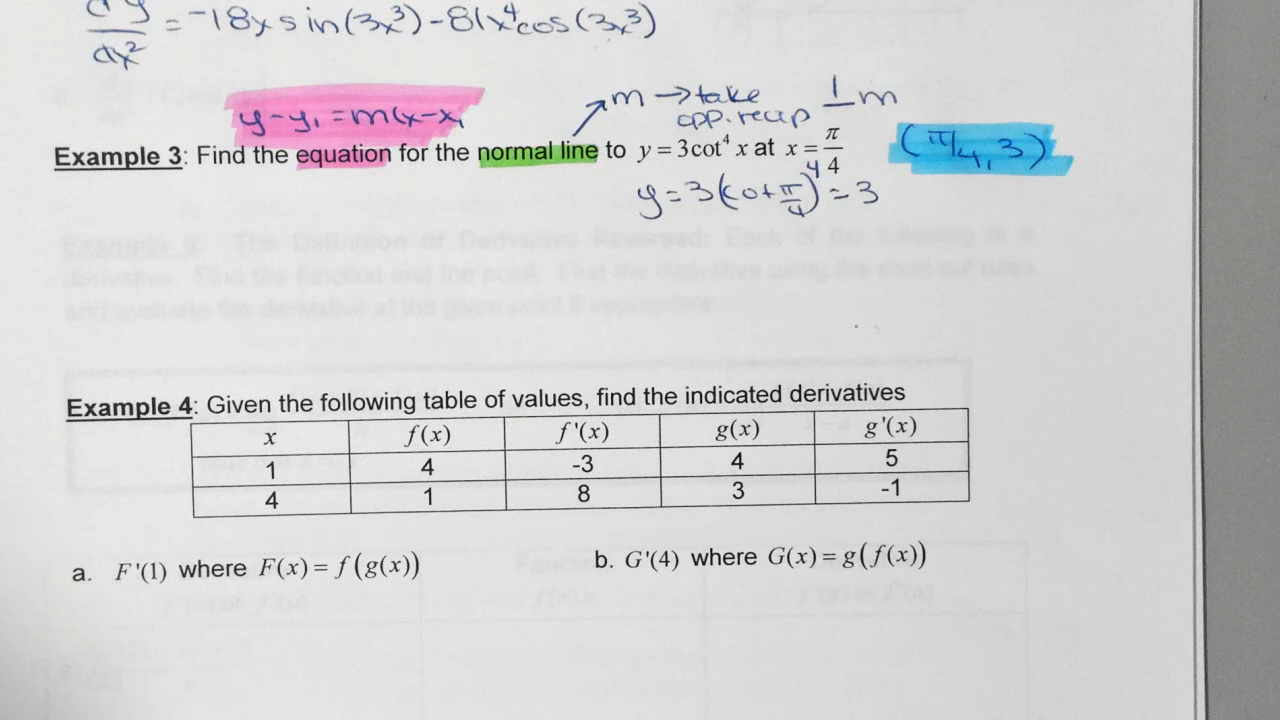 d²y/dx² = -18x sin(3x³) - 81x⁴cos(3x³)
y-y₁ = m(x-x₁
m → take opp. recip
⊥ m
Example 3: Find the equation for the normal line to y = 3cot⁴ x at x = π/4
(π/4, 3)
y = 3(cot π/4)⁴ = 3
Example 4: Given the following table of values, find the indicated derivatives
x f(x) f'(x) g(x) g'(x)
1 4 -3 4 5
4 1 8 3 -1
a. F'(1) where F(x) = f(g(x))
b. G'(4) where G(x) = g(f(x))